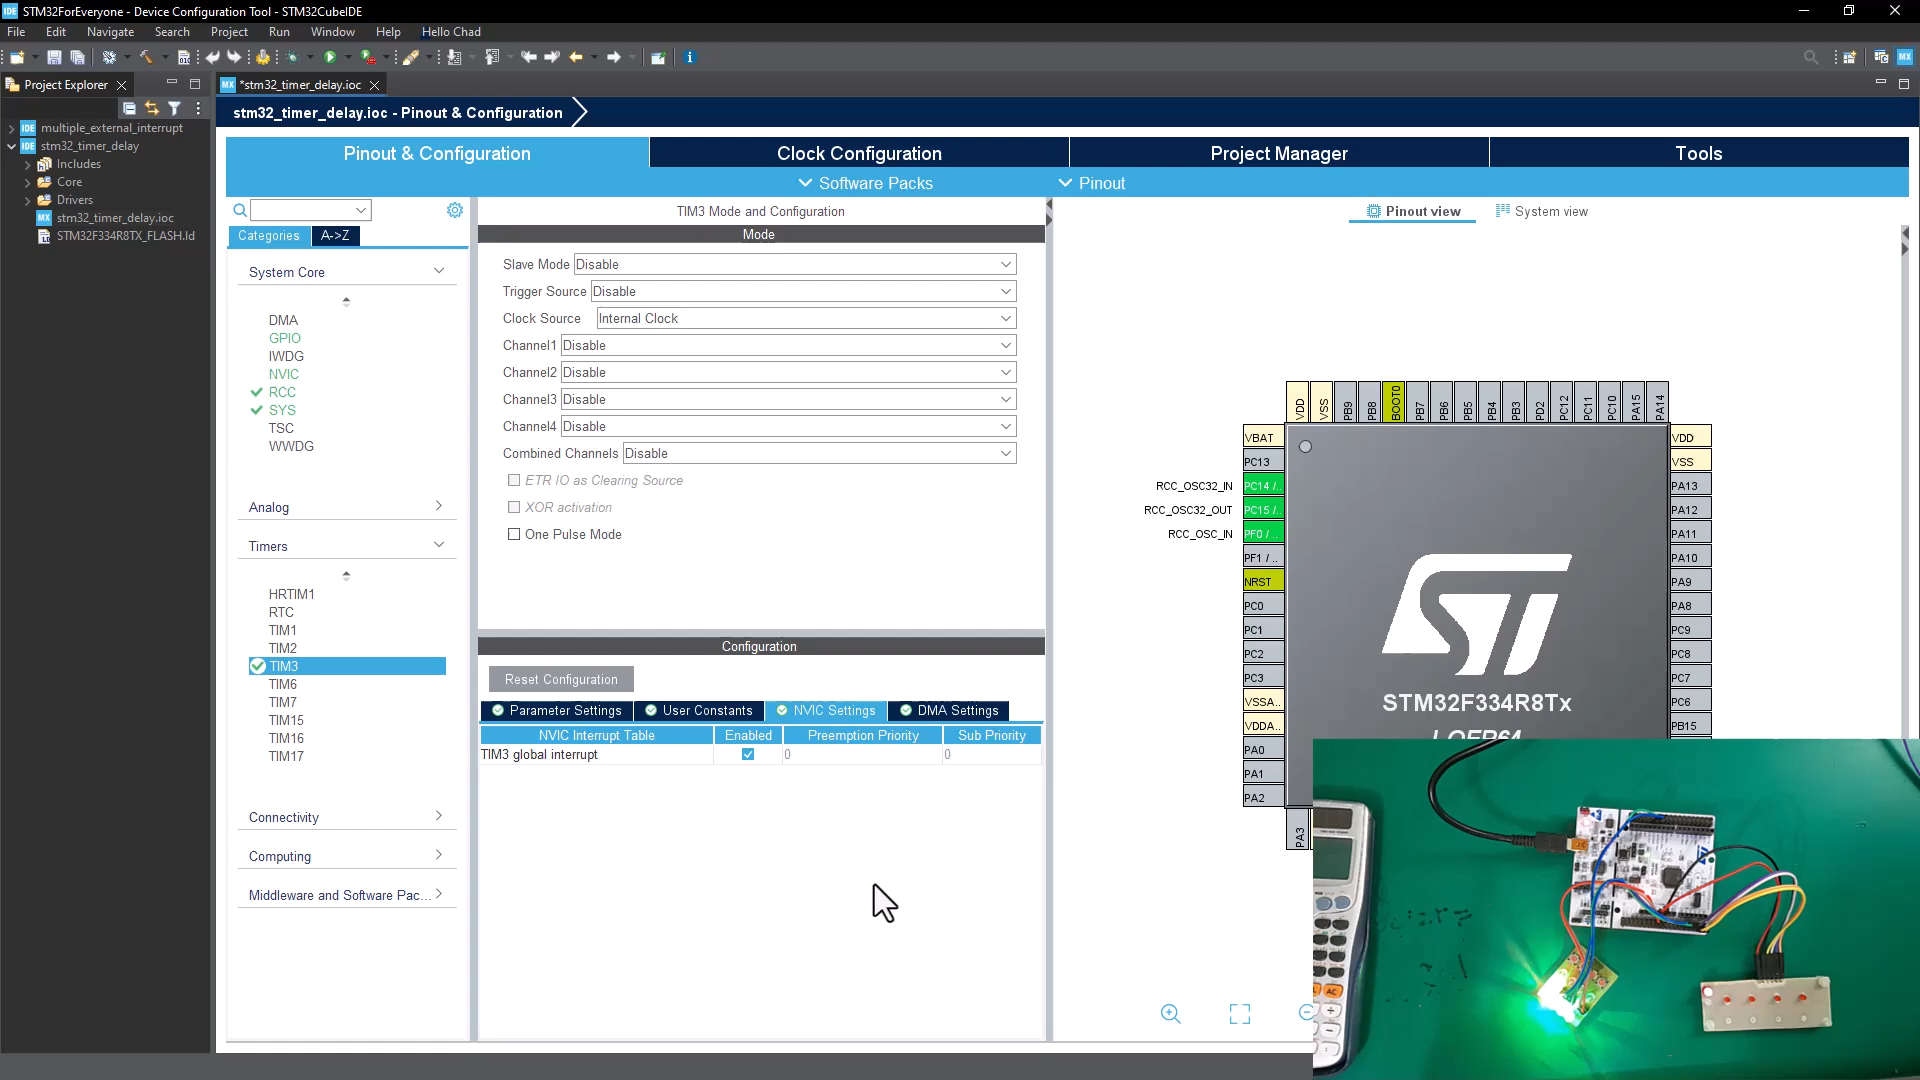 STM32ForEveryone - Device Configuration Tool - STM32CubeIDE
File Edit Navigate Search Project Run Window Help Hello Chad
Project Explorer
*stm32_timer_delay.ioc
multiple_external_interrupt
stm32_timer_delay
Includes
Core
Drivers
stm32_timer_delay.ioc
STM32F334R8TX_FLASH.ld
stm32_timer_delay.ioc - Pinout & Configuration
Pinout & Configuration
Clock Configuration
Project Manager
Tools
Software Packs
Pinout
Categories
A->Z
System Core
DMA
GPIO
IWDG
NVIC
RCC
SYS
TSC
WWDG
Analog
Timers
HRTIM1
RTC
TIM1
TIM2
TIM3
TIM6
TIM7
TIM15
TIM16
TIM17
Connectivity
Computing
Middleware and Software Pac...
TIM3 Mode and Configuration
Mode
Slave Mode Disable
Trigger Source Disable
Clock Source Internal Clock
Channel1 Disable
Channel2 Disable
Channel3 Disable
Channel4 Disable
Combined Channels Disable
ETR IO as Clearing Source
XOR activation
One Pulse Mode
Configuration
Reset Configuration
Parameter Settings
User Constants
NVIC Settings
DMA Settings
NVIC Interrupt Table Enabled Preemption Priority Sub Priority
TIM3 global interrupt 0 0
Pinout view
System view
VDD VSS PB9 PB8 BOOT0 PB7 PB6 PB5 PB4 PB3 PD2 PC12 PC11 PC10 PA15 PA14
VBAT
PC13
RCC_OSC32_IN PC14 /..
RCC_OSC32_OUT PC15 /..
RCC_OSC_IN PF0 / ..
PF1 / ..
NRST
PC0
PC1
PC2
PC3
VSSA..
VDDA..
PA0
PA1
PA2
PA3
VDD
VSS
PA13
PA12
PA11
PA10
PA9
PA8
PC9
PC8
PC7
PC6
PB15
STM32F334R8Tx
LQFP64
AC